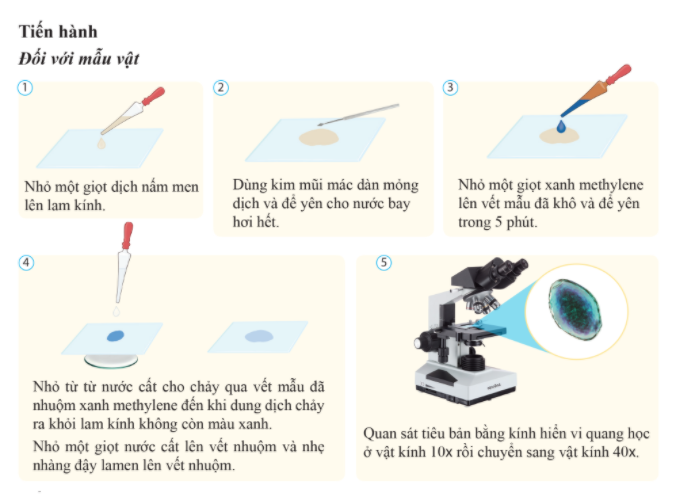 Tiến hành
Đối với mẫu vật
1
Nhỏ một giọt dịch nấm men
lên lam kính.
2
Dùng kim mũi mác dàn mỏng
dịch và để yên cho nước bay
hơi hết.
3
Nhỏ một giọt xanh methylene
lên vết mẫu đã khô và để yên
trong 5 phút.
4
Nhỏ từ từ nước cất cho chảy qua vết mẫu đã
nhuộm xanh methylene đến khi dung dịch chảy
ra khỏi lam kính không còn màu xanh.
Nhỏ một giọt nước cất lên vết nhuộm và nhẹ
nhàng đậy lamen lên vết nhuộm.
5
Quan sát tiêu bản bằng kính hiển vi quang học
ở vật kính 10x rồi chuyển sang vật kính 40x.